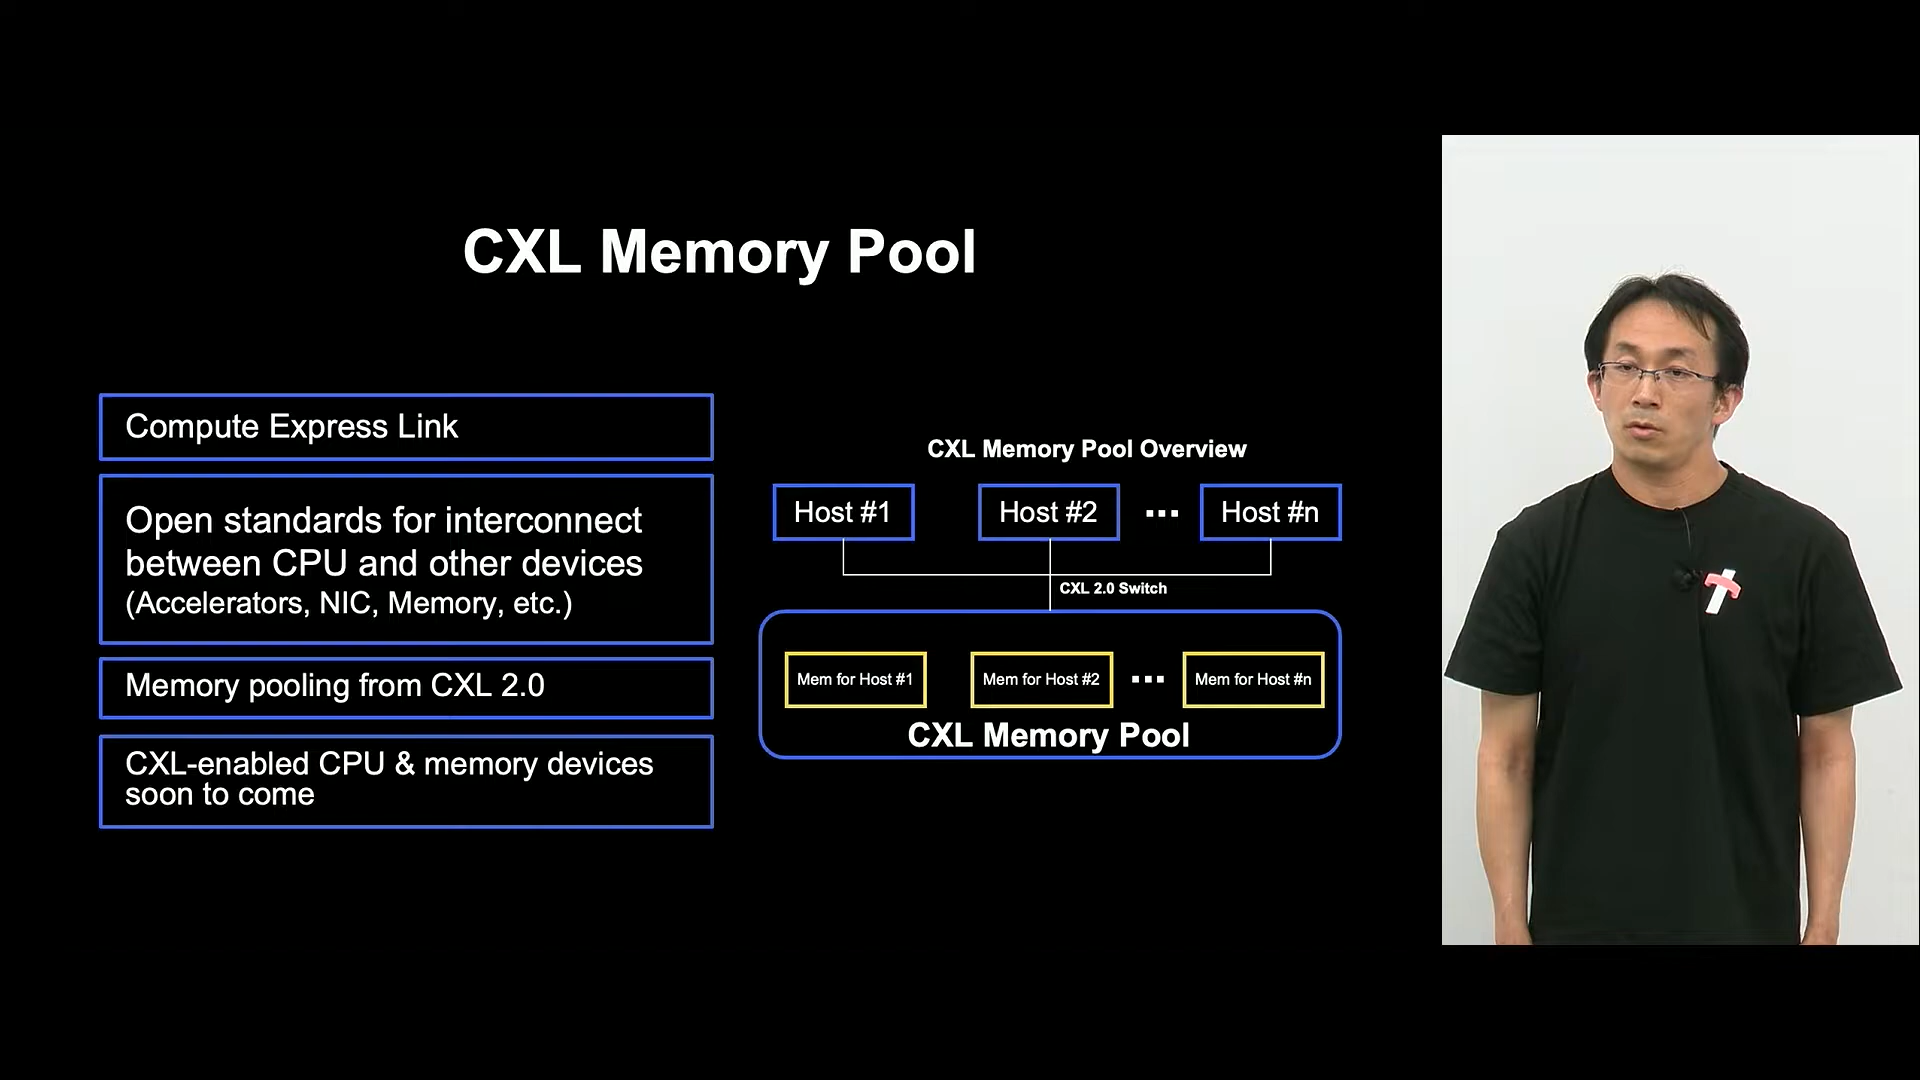 CXL Memory Pool
Compute Express Link
Open standards for interconnect
between CPU and other devices
(Accelerators, NIC, Memory, etc.)
Memory pooling from CXL 2.0
CXL-enabled CPU & memory devices
soon to come
CXL Memory Pool Overview
Host #1
Host #2
...
Host #n
CXL 2.0 Switch
Mem for Host #1
Mem for Host #2
...
Mem for Host #n
CXL Memory Pool